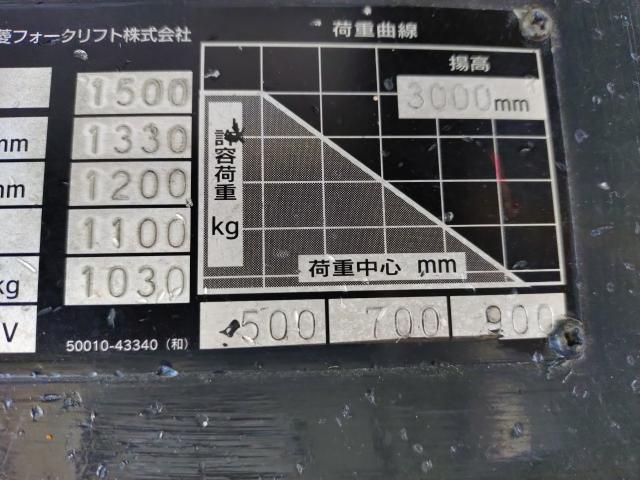 菱フォークリフト株式会社
荷重曲線
揚高
3000mm
1500
mm 1330
mm 1200
1100
kg 1030
V
許容荷重
kg
荷重中心 mm
500 700 900
50010-43340 (和)